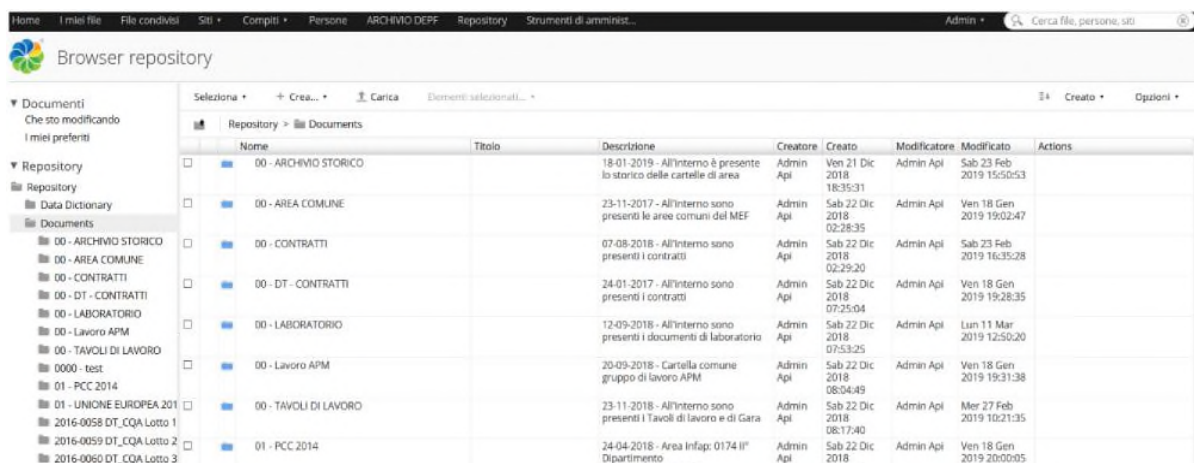 Home I miei file File condivisi Siti Compiti Persone ARCHIVIO DEPF Repository Strumenti di amminist... Admin Cerca file, persone, siti
Browser repository
Documenti
Che sto modificando
I miei preferiti
Repository
Repository
Data Dictionary
Documents
00 - ARCHIVIO STORICO
00 - AREA COMUNE
00 - CONTRATTI
00 - DT - CONTRATTI
00 - LABORATORIO
00 - Lavoro APM
00 - TAVOLI DI LAVORO
0000 - test
01 - PCC 2014
01 - UNIONE EUROPEA 201
2016-0058 DT_CQA Lotto 1
2016-0059 DT_CQA Lotto 2
2016-0060 DT_CQA Lotto 3
Seleziona + Crea... Carica Elementi selezionati... Creato Opzioni
Repository > Documents
Nome Titolo Descrizione Creatore Creato Modificatore Modificato Actions
00 - ARCHIVIO STORICO 18-01-2019 - All'interno è presente Admin Ven 21 Dic Admin Api Sab 23 Feb
lo storico delle cartelle di area Api 2018 2019 15:50:53
18:35:31
00 - AREA COMUNE 23-11-2017 - All'interno sono Admin Sab 22 Dic Admin Api Ven 18 Gen
presenti le aree comuni del MEF Api 2018 2019 19:02:47
02:28:35
00 - CONTRATTI 07-08-2018 - All'interno sono Admin Sab 22 Dic Admin Api Sab 23 Feb
presenti i contratti Api 2018 2019 16:35:28
02:29:20
00 - DT - CONTRATTI 24-01-2017 - All'interno sono Admin Sab 22 Dic Admin Api Ven 18 Gen
presenti i contratti Api 2018 2019 19:28:35
07:25:04
00 - LABORATORIO 12-09-2018 - All'interno sono Admin Sab 22 Dic Admin Api Lun 11 Mar
presenti i documenti di laboratorio Api 2018 2019 12:50:20
07:53:25
00 - Lavoro APM 20-09-2018 - Cartella comune Admin Sab 22 Dic Admin Api Ven 18 Gen
gruppo di lavoro APM Api 2018 2019 19:31:38
08:04:49
00 - TAVOLI DI LAVORO 23-11-2018 - All'interno sono Admin Sab 22 Dic Admin Api Mer 27 Feb
presenti i Tavoli di lavoro e di Gara Api 2018 2019 10:21:35
08:17:40
01 - PCC 2014 24-04-2018 - Area Infap: 0174 II° Admin Sab 22 Dic Admin Api Ven 18 Gen
Dipartimento Api 2018 2019 20:00:05